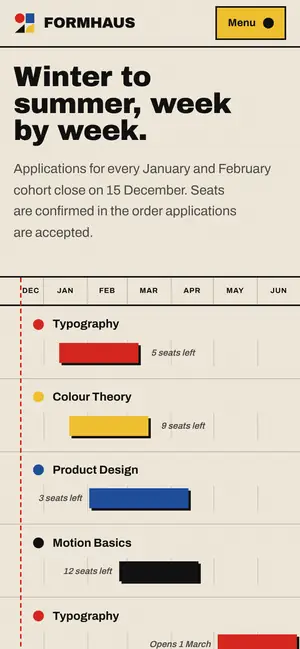 FORMHAUS
Menu
Winter to
summer, week
by week.
Applications for every January and February
cohort close on 15 December. Seats
are confirmed in the order applications
are accepted.
DEC JAN FEB MAR APR MAY JUN
Typography
5 seats left
Colour Theory
9 seats left
Product Design
3 seats left
Motion Basics
12 seats left
Typography
Opens 1 March